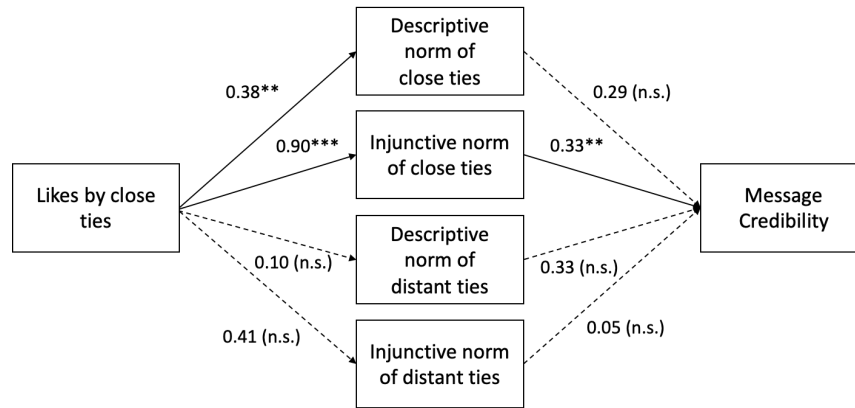 Descriptive
norm of
close ties
0.38**
0.29 (n.s.)
Injunctive norm
of close ties
0.90***
0.33**
Likes by close
ties
Message
Credibility
Descriptive
norm of
distant ties
0.10 (n.s.)
0.33 (n.s.)
0.41 (n.s.)
0.05 (n.s.)
Injunctive norm
of distant ties